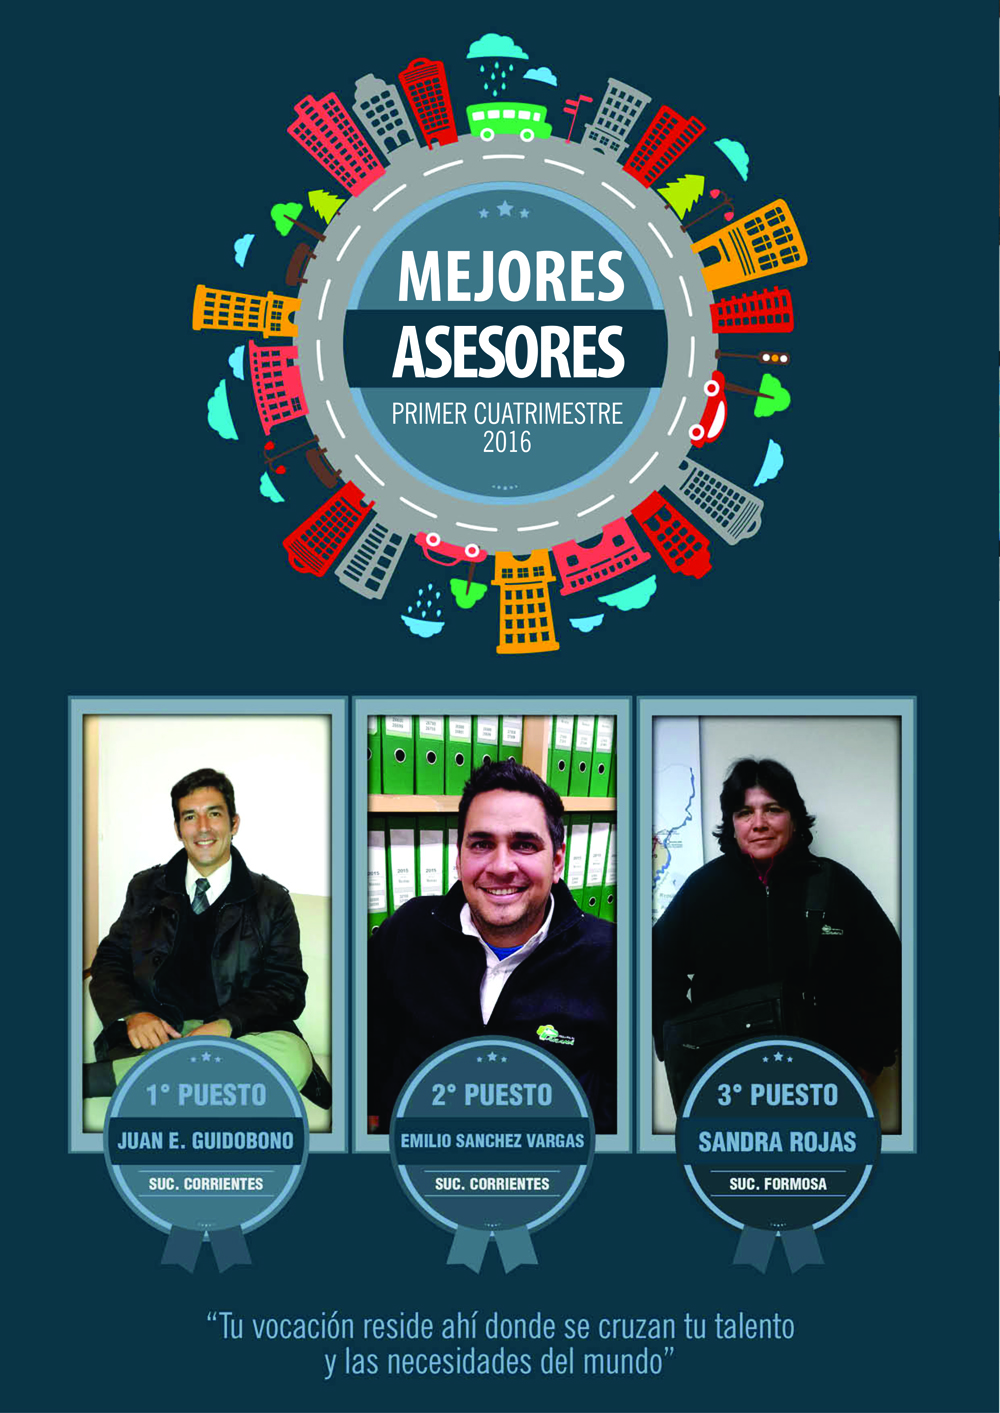 MEJORES
ASESORES
PRIMER CUATRIMESTRE
2016
1° PUESTO
JUAN E. GUIDOBONO
SUC. CORRIENTES
2° PUESTO
EMILIO SANCHEZ VARGAS
SUC. CORRIENTES
3° PUESTO
SANDRA ROJAS
SUC. FORMOSA
“Tu vocación reside ahí donde se cruzan tu talento
y las necesidades del mundo”